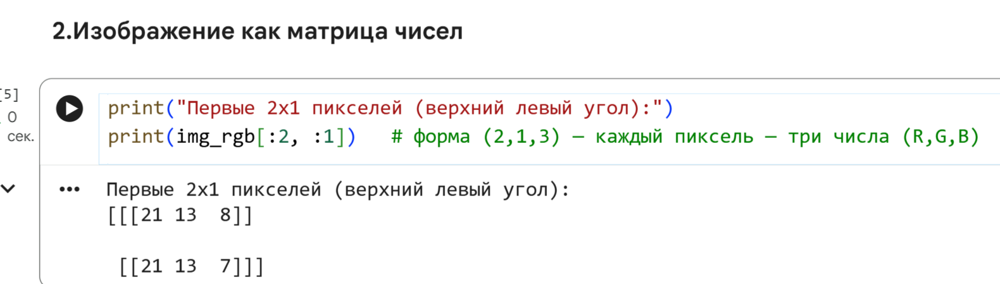 2.Изображение как матрица чисел
[5]
0
сек.
print("Первые 2x1 пикселей (верхний левый угол):")
print(img_rgb[:2, :1])   # форма (2,1,3) — каждый пиксель — три числа (R,G,B)
Первые 2x1 пикселей (верхний левый угол):
[[[21 13  8]]

 [[21 13  7]]]